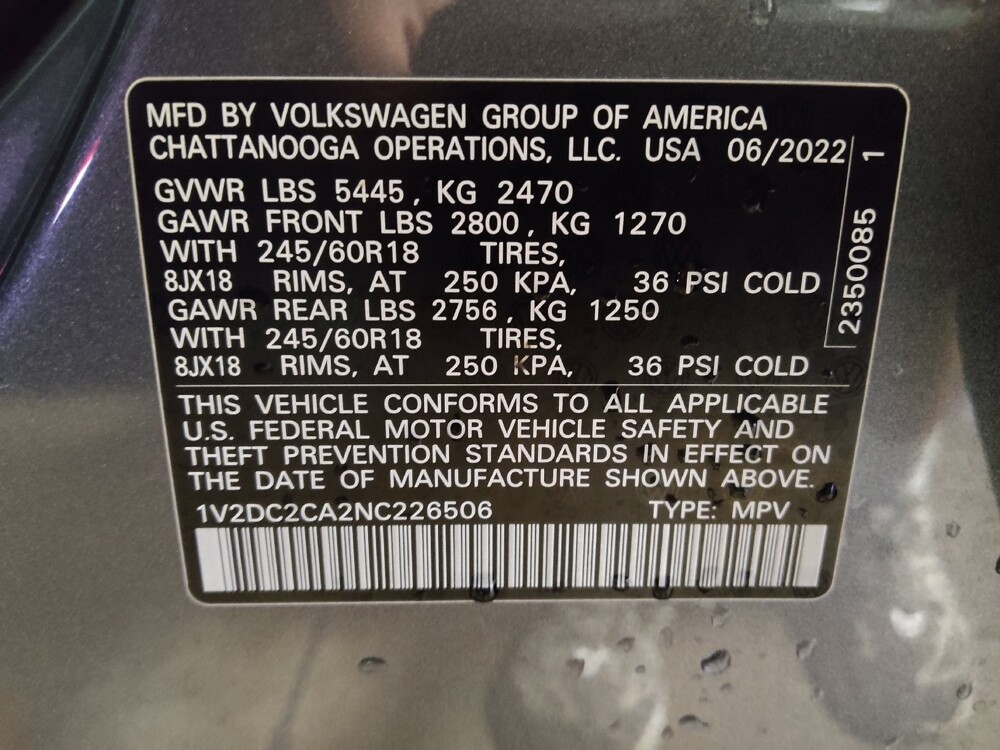 MFD BY VOLKSWAGEN GROUP OF AMERICA
CHATTANOOGA OPERATIONS, LLC. USA 06/2022
GVWR LBS 5445, KG 2470
GAWR FRONT LBS 2800, KG 1270
WITH 245/60R18 TIRES,
8JX18 RIMS, AT 250 KPA, 36 PSI COLD
GAWR REAR LBS 2756, KG 1250
WITH 245/60R18 TIRES,
8JX18 RIMS, AT 250 KPA, 36 PSI COLD
2350085 1
THIS VEHICLE CONFORMS TO ALL APPLICABLE
U.S. FEDERAL MOTOR VEHICLE SAFETY AND
THEFT PREVENTION STANDARDS IN EFFECT ON
THE DATE OF MANUFACTURE SHOWN ABOVE.
1V2DC2CA2NC226506 TYPE: MPV